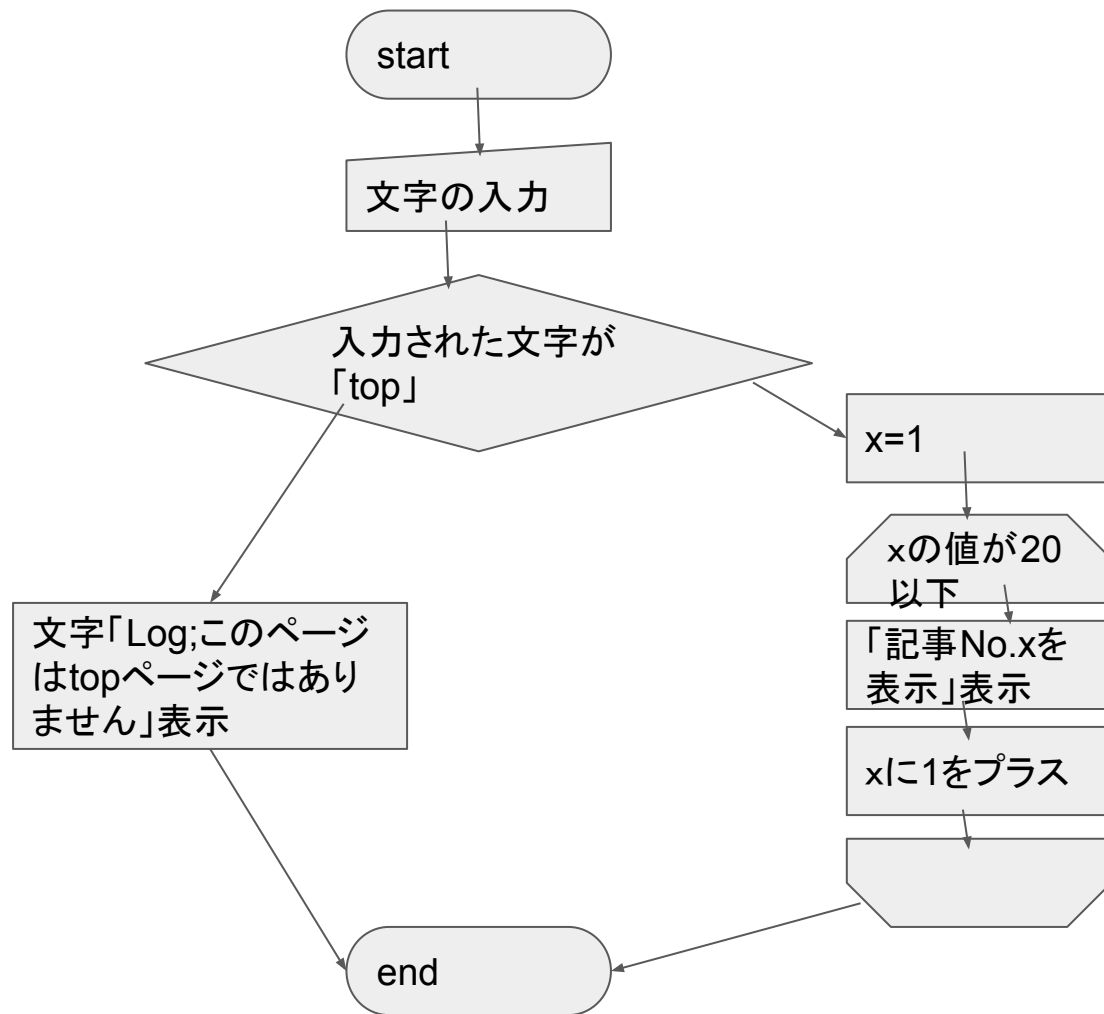 start
文字の入力
入力された文字が
「top」
x=1
xの値が20
以下
文字「Log;このページ
はtopページではあり
ません」表示
「記事No.xを
表示」表示
xに1をプラス
end